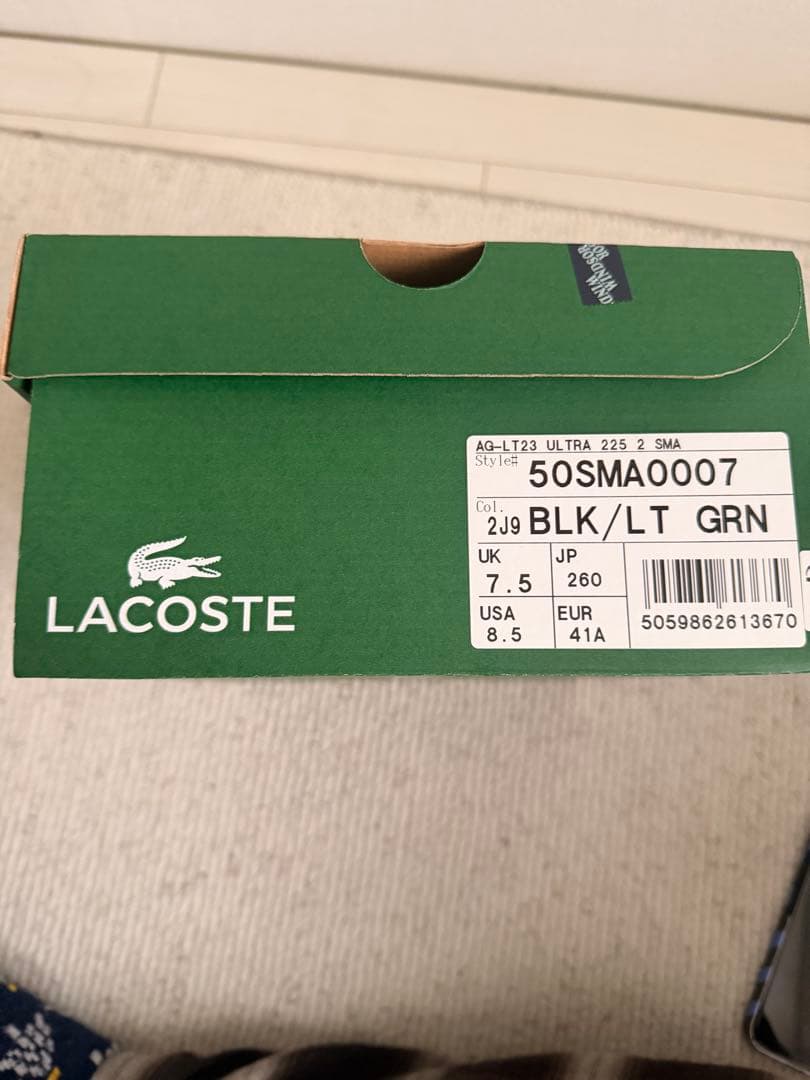 WINDSOR
AG-LT23 ULTRA 225 2 SMA
Style# 50SMA0007
Col. 2J9 BLK/LT GRN
UK JP
7.5 260
USA EUR
8.5 41A
5059862613670
LACOSTE